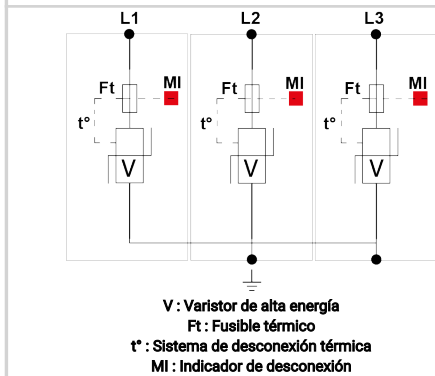 L1 L2 L3
Ft MI Ft MI Ft MI
t° t° t°
V V V
V : Varistor de alta energía
Ft : Fusible térmico
t° : Sistema de desconexión térmica
MI : Indicador de desconexión